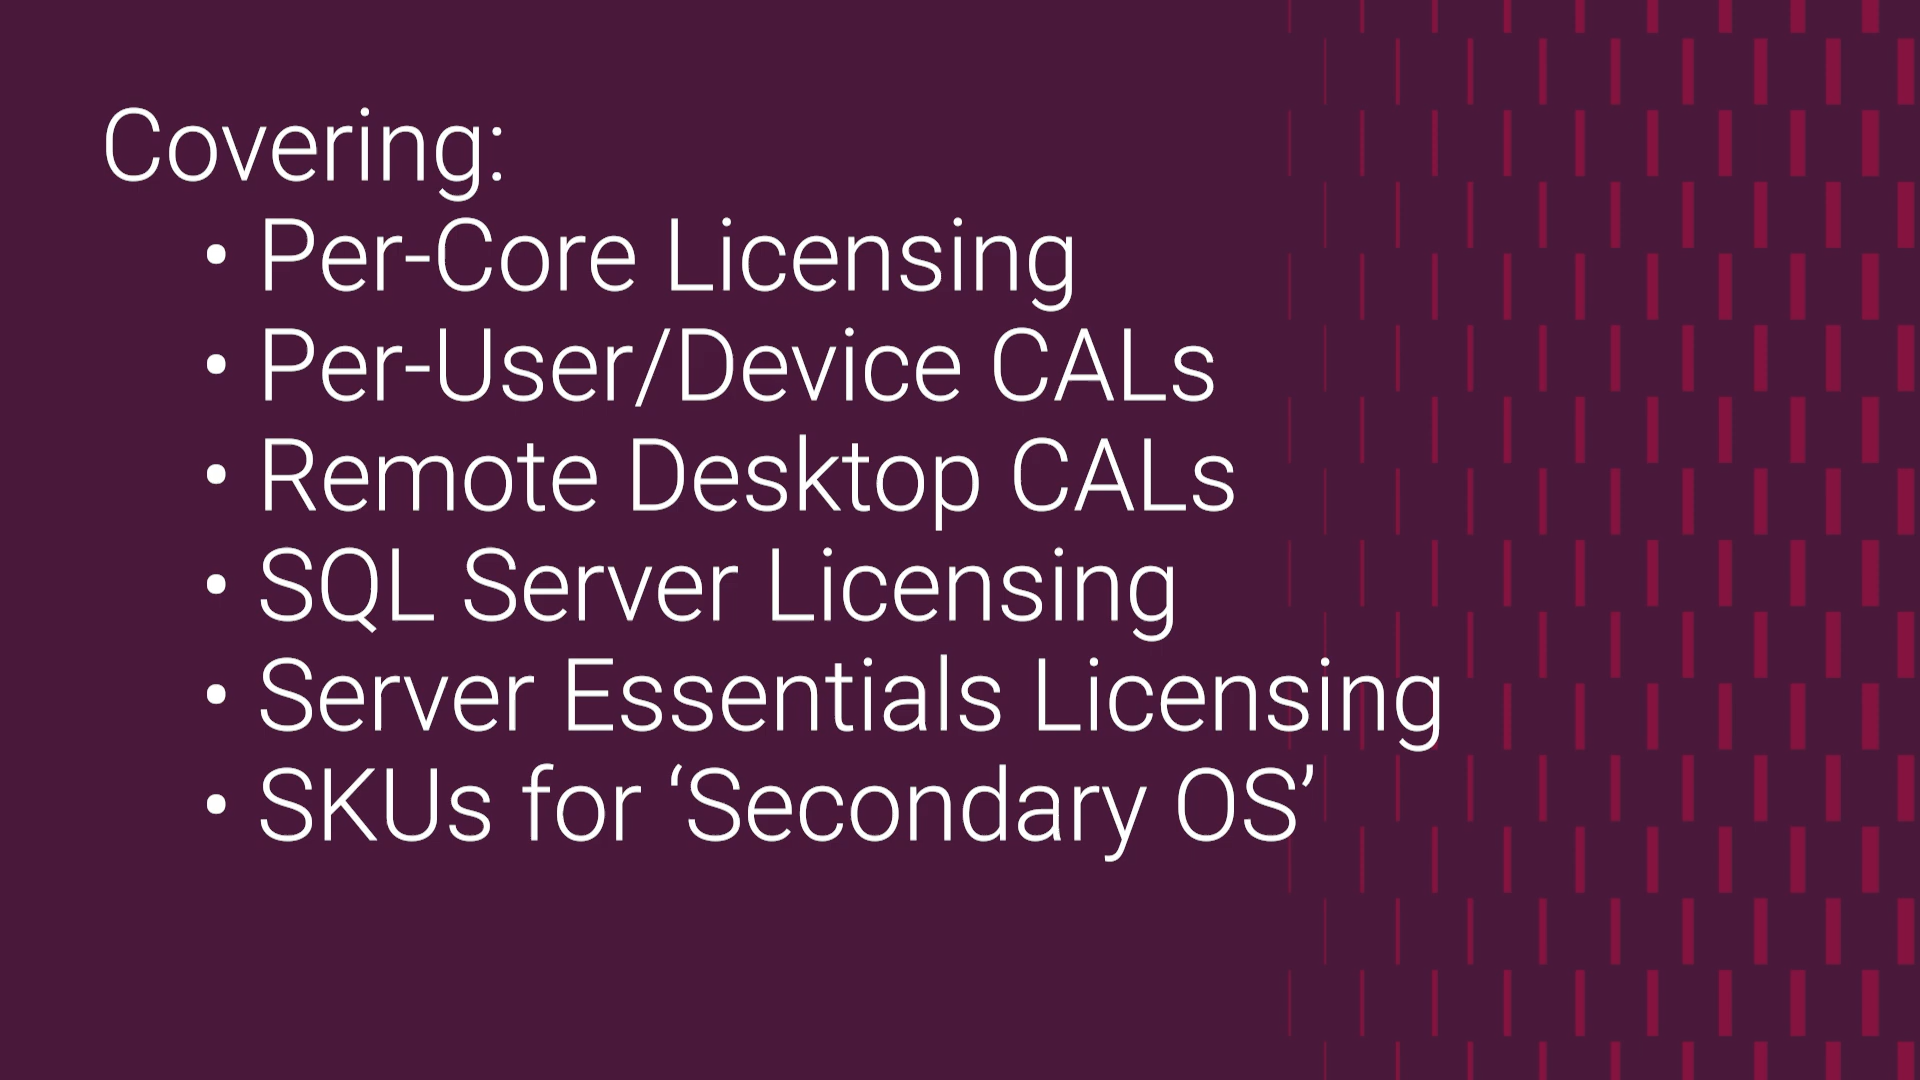 Covering:
• Per-Core Licensing
• Per-User/Device CALs
• Remote Desktop CALs
• SQL Server Licensing
• Server Essentials Licensing
• SKUs for ‘Secondary OS’